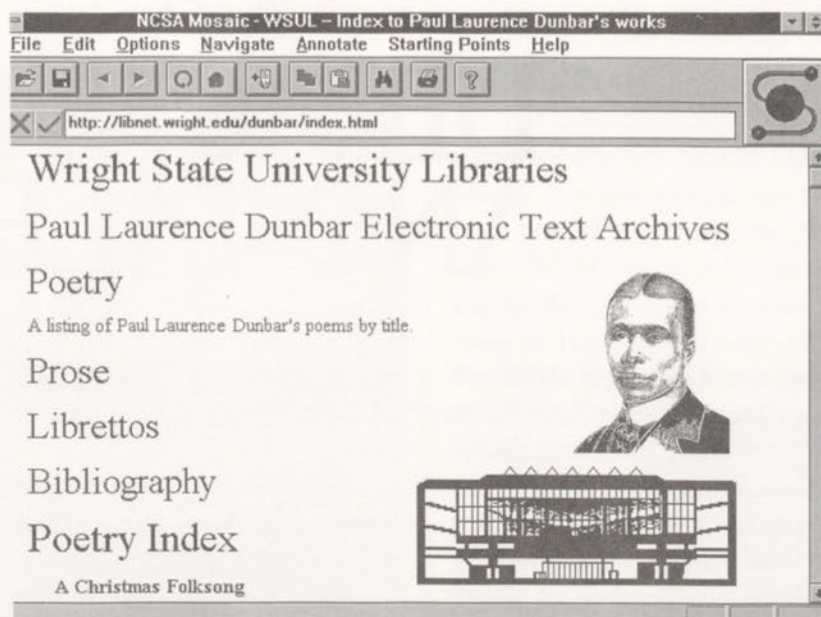 NCSA Mosaic - WSUL – Index to Paul Laurence Dunbar's works
File Edit Options Navigate Annotate Starting Points Help
http://libnet.wright.edu/dunbar/index.html
Wright State University Libraries
Paul Laurence Dunbar Electronic Text Archives
Poetry
A listing of Paul Laurence Dunbar's poems by title.
Prose
Librettos
Bibliography
Poetry Index
A Christmas Folksong